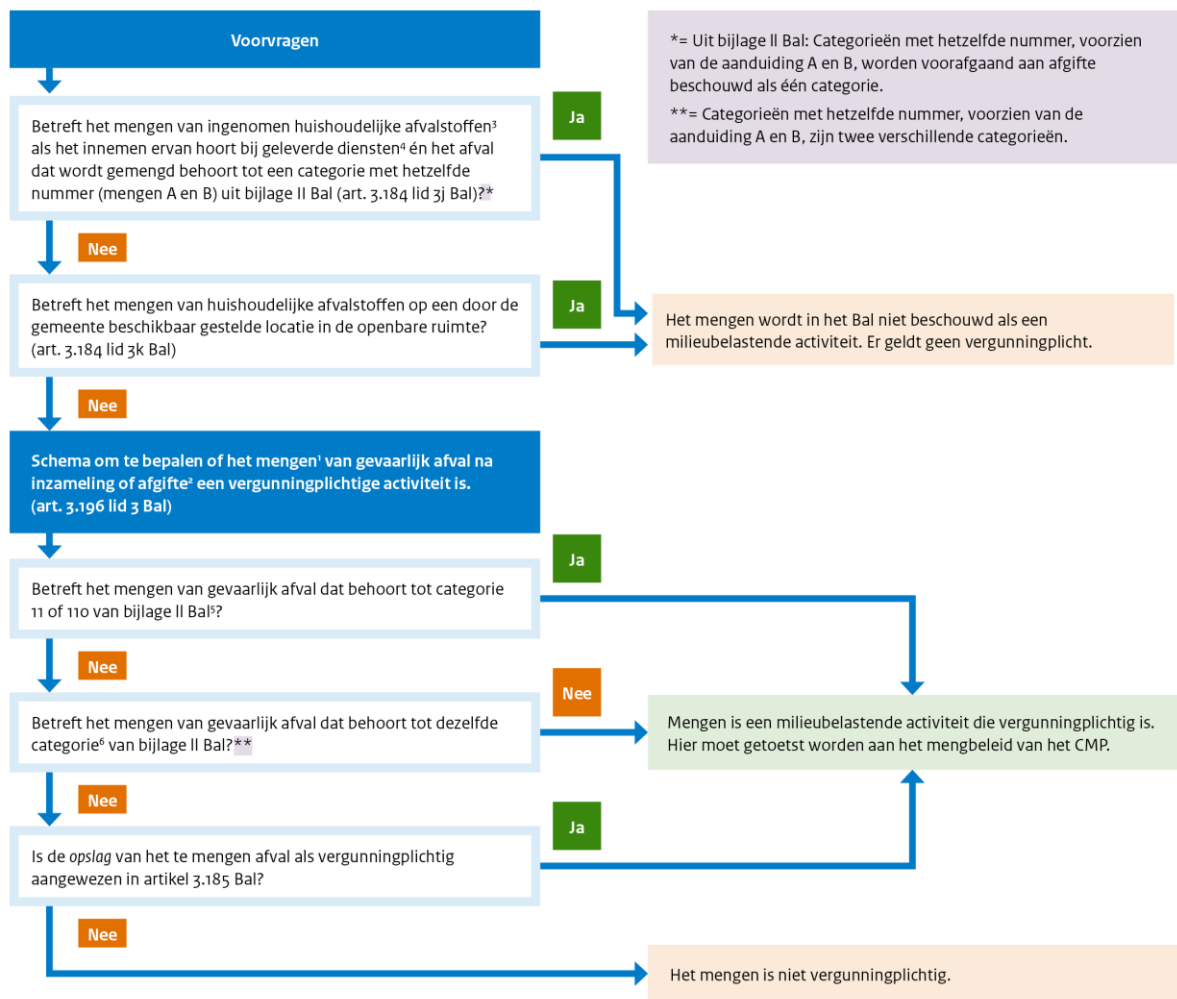 Voorvragen
*= Uit bijlage II Bal: Categorieën met hetzelfde nummer, voorzien
van de aanduiding A en B, worden voorafgaand aan afgifte
beschouwd als één categorie.
**= Categorieën met hetzelfde nummer, voorzien van de
aanduiding A en B, zijn twee verschillende categorieën.
Betreft het mengen van ingenomen huishoudelijke afvalstoffen³
als het innemen ervan hoort bij geleverde diensten⁴ én het afval
dat wordt gemengd behoort tot een categorie met hetzelfde
nummer (mengen A en B) uit bijlage II Bal (art. 3.184 lid 3j Bal)?*
Ja
Nee
Betreft het mengen van huishoudelijke afvalstoffen op een door de
gemeente beschikbaar gestelde locatie in de openbare ruimte?
(art. 3.184 lid 3k Bal)
Ja
Het mengen wordt in het Bal niet beschouwd als een
milieubelastende activiteit. Er geldt geen vergunningplicht.
Nee
Schema om te bepalen of het mengen¹ van gevaarlijk afval na
inzameling of afgifte² een vergunningplichtige activiteit is.
(art. 3.196 lid 3 Bal)
Betreft het mengen van gevaarlijk afval dat behoort tot categorie
11 of 110 van bijlage II Bal⁵?
Ja
Nee
Betreft het mengen van gevaarlijk afval dat behoort tot dezelfde
categorie⁶ van bijlage II Bal?**
Nee
Mengen is een milieubelastende activiteit die vergunningplichtig is.
Hier moet getoetst worden aan het mengbeleid van het CMP.
Nee
Is de opslag van het te mengen afval als vergunningplichtig
aangewezen in artikel 3.185 Bal?
Ja
Nee
Het mengen is niet vergunningplichtig.